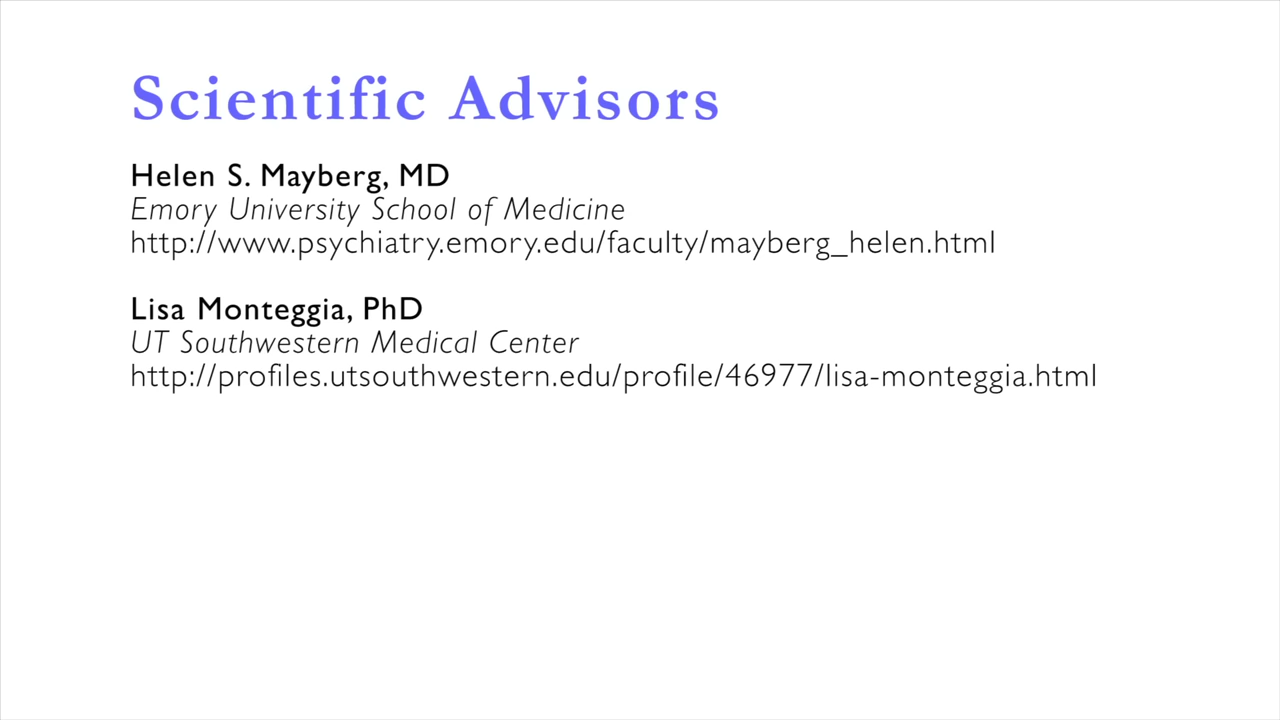 Scientific Advisors
Helen S. Mayberg, MD
Emory University School of Medicine
http://www.psychiatry.emory.edu/faculty/mayberg_helen.html
Lisa Monteggia, PhD
UT Southwestern Medical Center
http://profiles.utsouthwestern.edu/profile/46977/lisa-monteggia.html